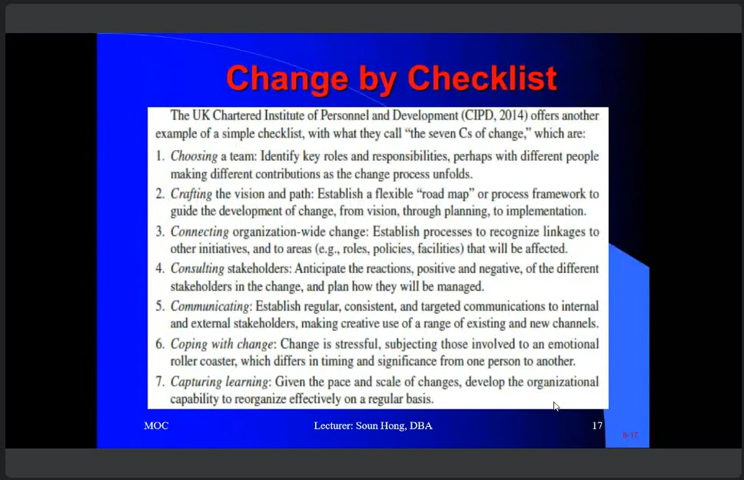 Change by Checklist
The UK Chartered Institute of Personnel and Development (CIPD, 2014) offers another
example of a simple checklist, with what they call “the seven Cs of change,” which are:
1. Choosing a team: Identify key roles and responsibilities, perhaps with different people
making different contributions as the change process unfolds.
2. Crafting the vision and path: Establish a flexible “road map” or process framework to
guide the development of change, from vision, through planning, to implementation.
3. Connecting organization-wide change: Establish processes to recognize linkages to
other initiatives, and to areas (e.g., roles, policies, facilities) that will be affected.
4. Consulting stakeholders: Anticipate the reactions, positive and negative, of the different
stakeholders in the change, and plan how they will be managed.
5. Communicating: Establish regular, consistent, and targeted communications to internal
and external stakeholders, making creative use of a range of existing and new channels.
6. Coping with change: Change is stressful, subjecting those involved to an emotional
roller coaster, which differs in timing and significance from one person to another.
7. Capturing learning: Given the pace and scale of changes, develop the organizational
capability to reorganize effectively on a regular basis.
MOC Lecturer: Soun Hong, DBA 17